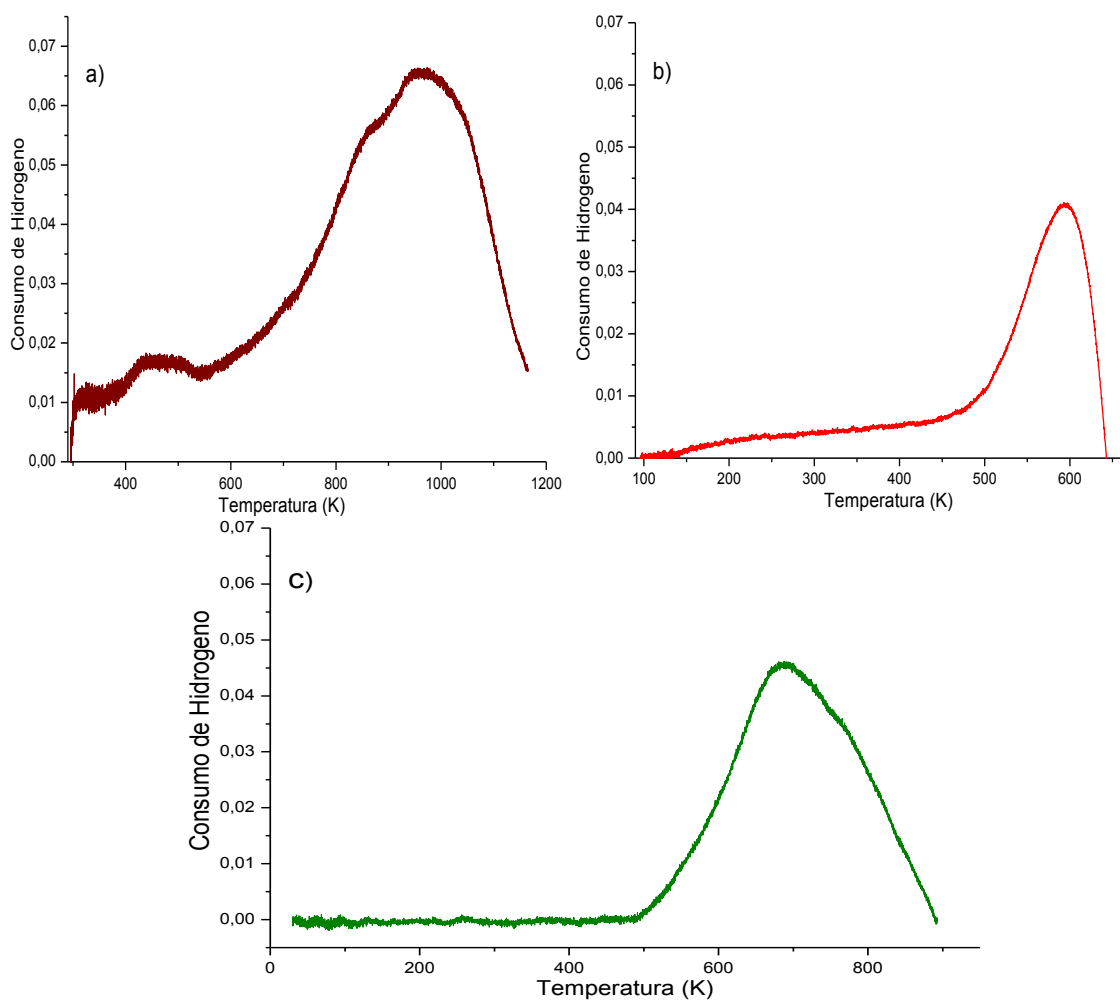 a)
Consumo de Hidrogeno
0,07
0,06
0,05
0,04
0,03
0,02
0,01
0,00
400 600 800 1000 1200
Temperatura (K)
b)
Consumo de Hidrogeno
0,07
0,06
0,05
0,04
0,03
0,02
0,01
0,00
100 200 300 400 500 600
Temperatura (K)
c)
Consumo de Hidrogeno
0,07
0,06
0,05
0,04
0,03
0,02
0,01
0,00
0 200 400 600 800
Temperatura (K)